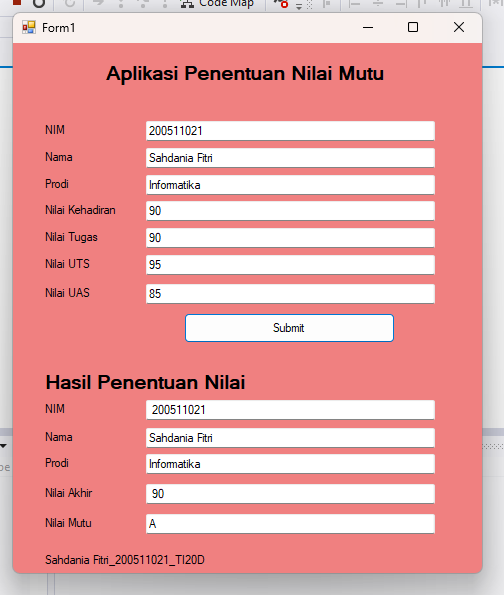 Code Map
Form1
Aplikasi Penentuan Nilai Mutu
NIM 200511021
Nama Sahdania Fitri
Prodi Informatika
Nilai Kehadiran 90
Nilai Tugas 90
Nilai UTS 95
Nilai UAS 85
Submit
Hasil Penentuan Nilai
NIM 200511021
Nama Sahdania Fitri
Prodi Informatika
Nilai Akhir 90
Nilai Mutu A
Sahdania Fitri_200511021_TI20D